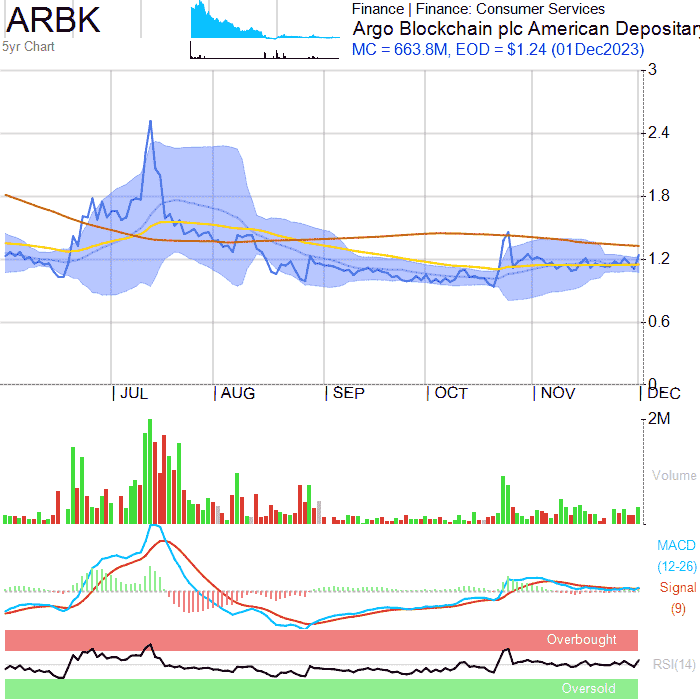 ARBK
5yr Chart
Finance | Finance: Consumer Services
Argo Blockchain plc American Depositary
MC = 663.8M, EOD = $1.24 (01Dec2023)
3
2.4
1.8
1.2
0.6
0
JUL AUG SEP OCT NOV DEC
2M
Volume
MACD
(12-26)
Signal
(9)
Overbought
RSI(14)
Oversold